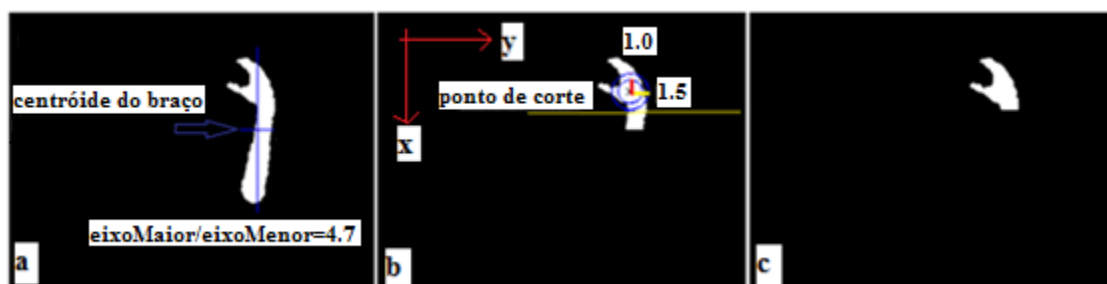 centróide do braço
eixoMaior/eixoMenor=4.7
a
y
1.0
ponto de corte
1.5
x
b
c